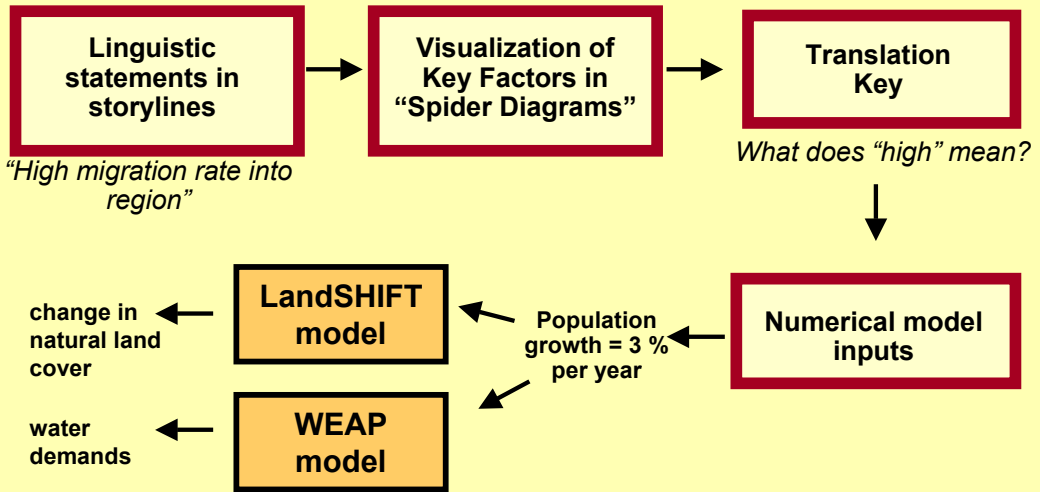 Linguistic
statements in
storylines
Visualization of
Key Factors in
“Spider Diagrams”
Translation
Key
“High migration rate into
region”
What does “high” mean?
LandSHIFT
model
change in
natural land
cover
Population
growth = 3 %
per year
Numerical model
inputs
WEAP
model
water
demands